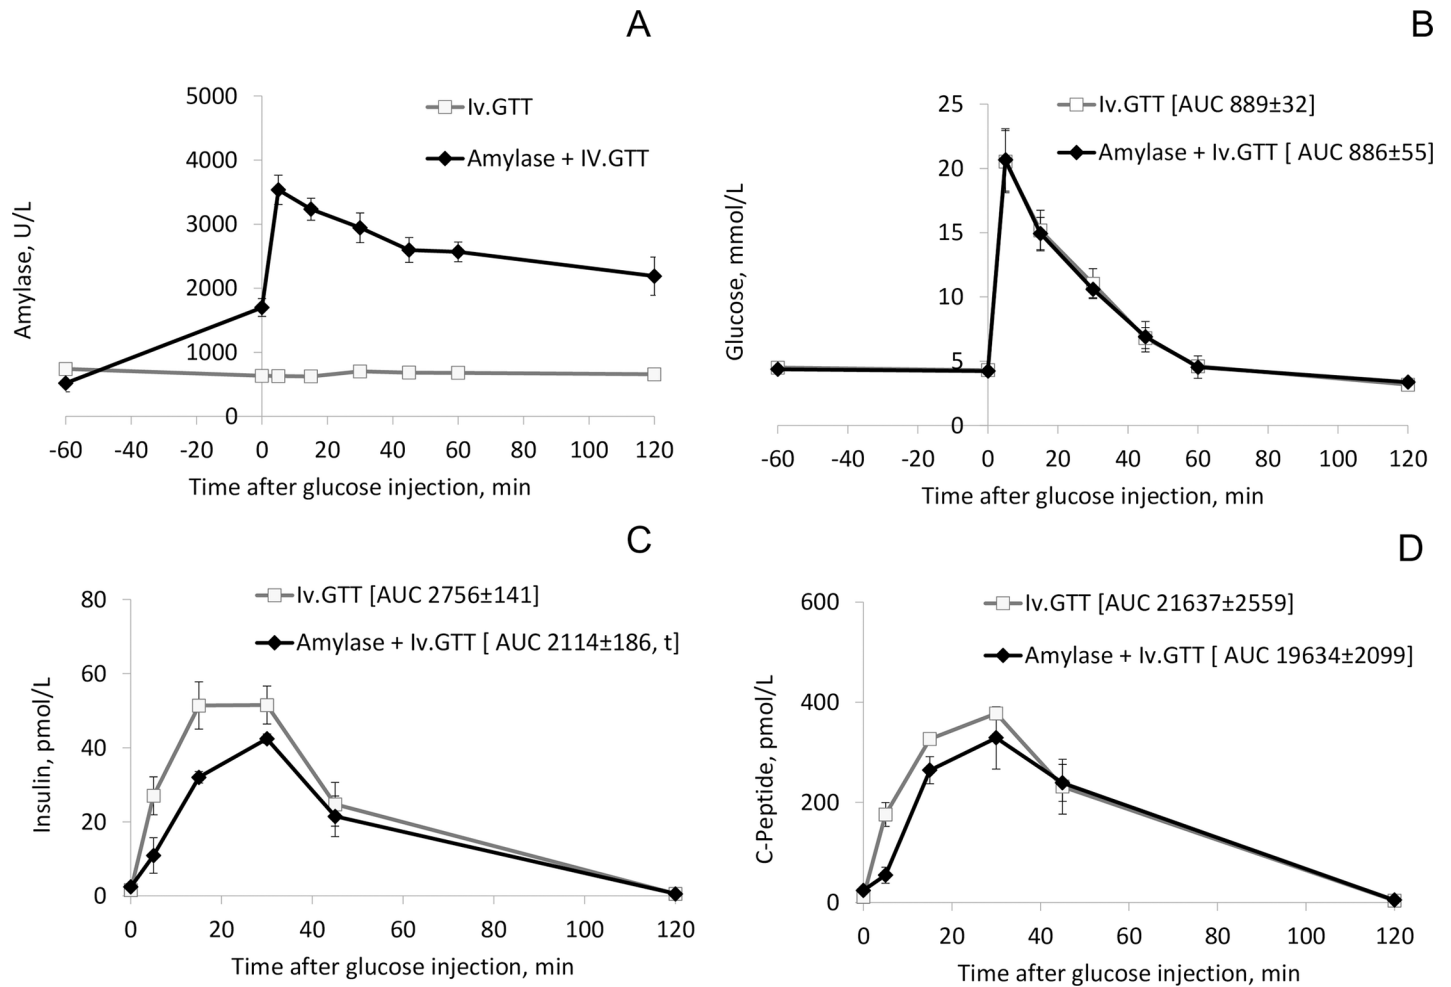 A
Iv.GTT
Amylase + IV.GTT
Amylase, U/L
5000
4000
3000
2000
1000
0
-60 -40 -20 0 20 40 60 80 100 120
Time after glucose injection, min
B
Iv.GTT [AUC 889±32]
Amylase + Iv.GTT [ AUC 886±55]
Glucose, mmol/L
25
20
15
10
5
0
-60 -40 -20 0 20 40 60 80 100 120
Time after glucose injection, min
C
Iv.GTT [AUC 2756±141]
Amylase + Iv.GTT [ AUC 2114±186, t]
Insulin, pmol/L
80
60
40
20
0
0 20 40 60 80 100 120
Time after glucose injection, min
D
Iv.GTT [AUC 21637±2559]
Amylase + Iv.GTT [ AUC 19634±2099]
C-Peptide, pmol/L
600
400
200
0
0 20 40 60 80 100 120
Time after glucose injection, min